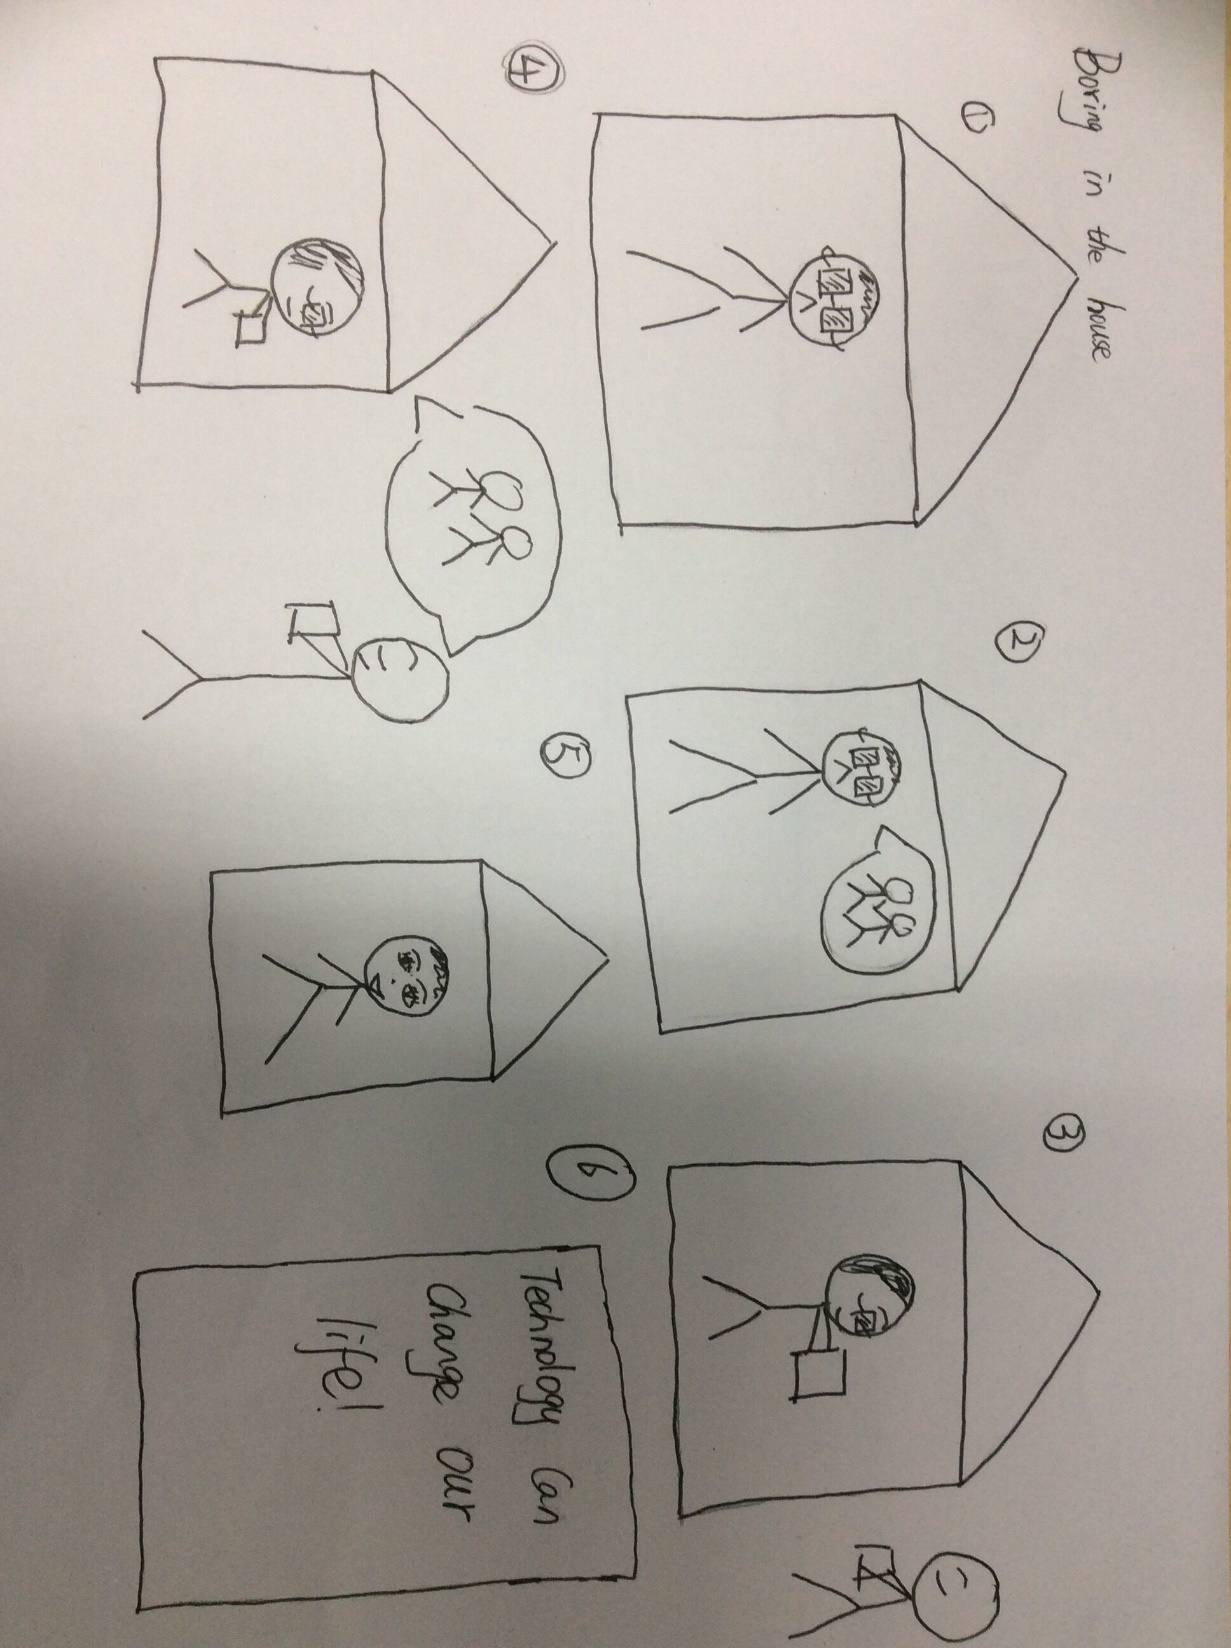 Boring in the house
①
②
③
④
⑤
⑥
Technology Can
Change Our
life!